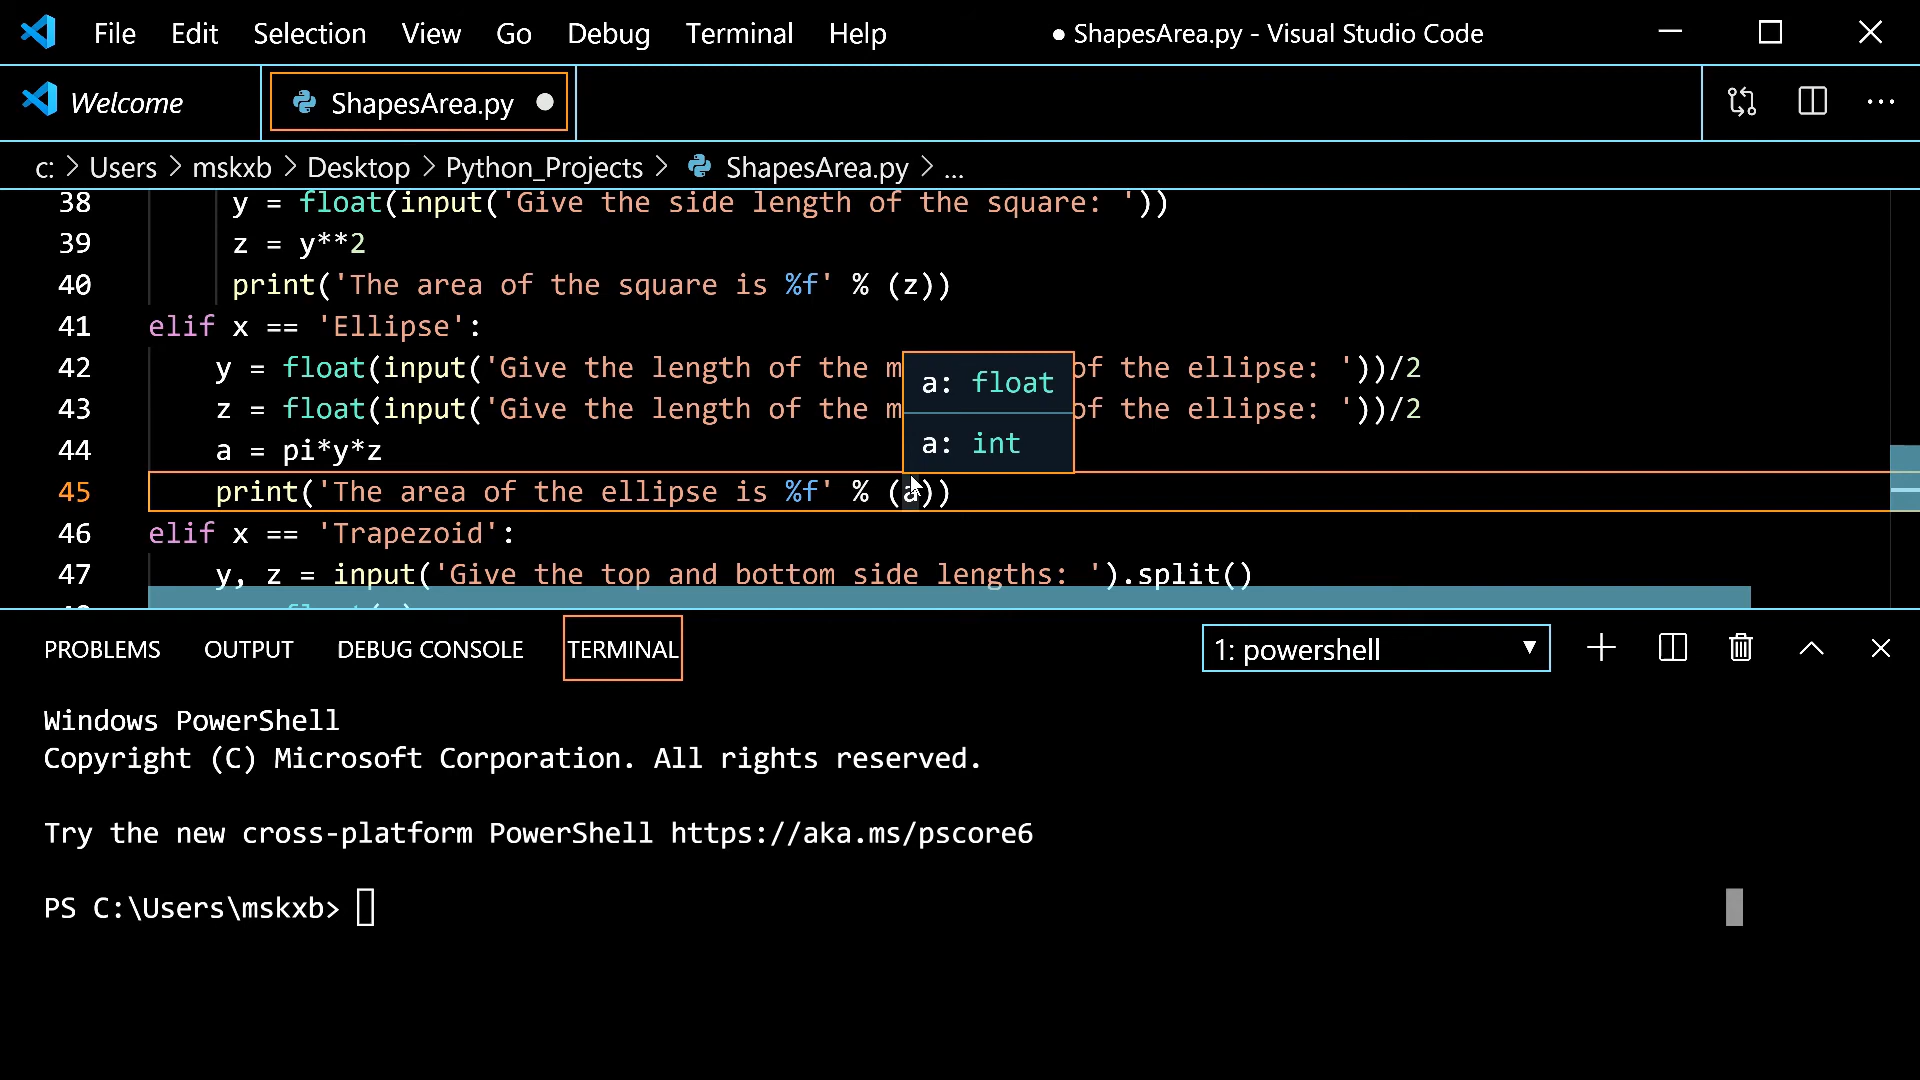 File Edit Selection View Go Debug Terminal Help ● ShapesArea.py - Visual Studio Code
Welcome ShapesArea.py ●
c: > Users > mskxb > Desktop > Python_Projects > ShapesArea.py > ...
38 y = float(input('Give the side length of the square: '))
39 z = y**2
40 print('The area of the square is %f' % (z))
41 elif x == 'Ellipse':
42 y = float(input('Give the length of the m of the ellipse: '))/2
a: float
43 z = float(input('Give the length of the m of the ellipse: '))/2
a: int
44 a = pi*y*z
45 print('The area of the ellipse is %f' % (a))
46 elif x == 'Trapezoid':
47 y, z = input('Give the top and bottom side lengths: ').split()
PROBLEMS OUTPUT DEBUG CONSOLE TERMINAL 1: powershell
Windows PowerShell
Copyright (C) Microsoft Corporation. All rights reserved.
Try the new cross-platform PowerShell https://aka.ms/pscore6
PS C:\Users\mskxb>